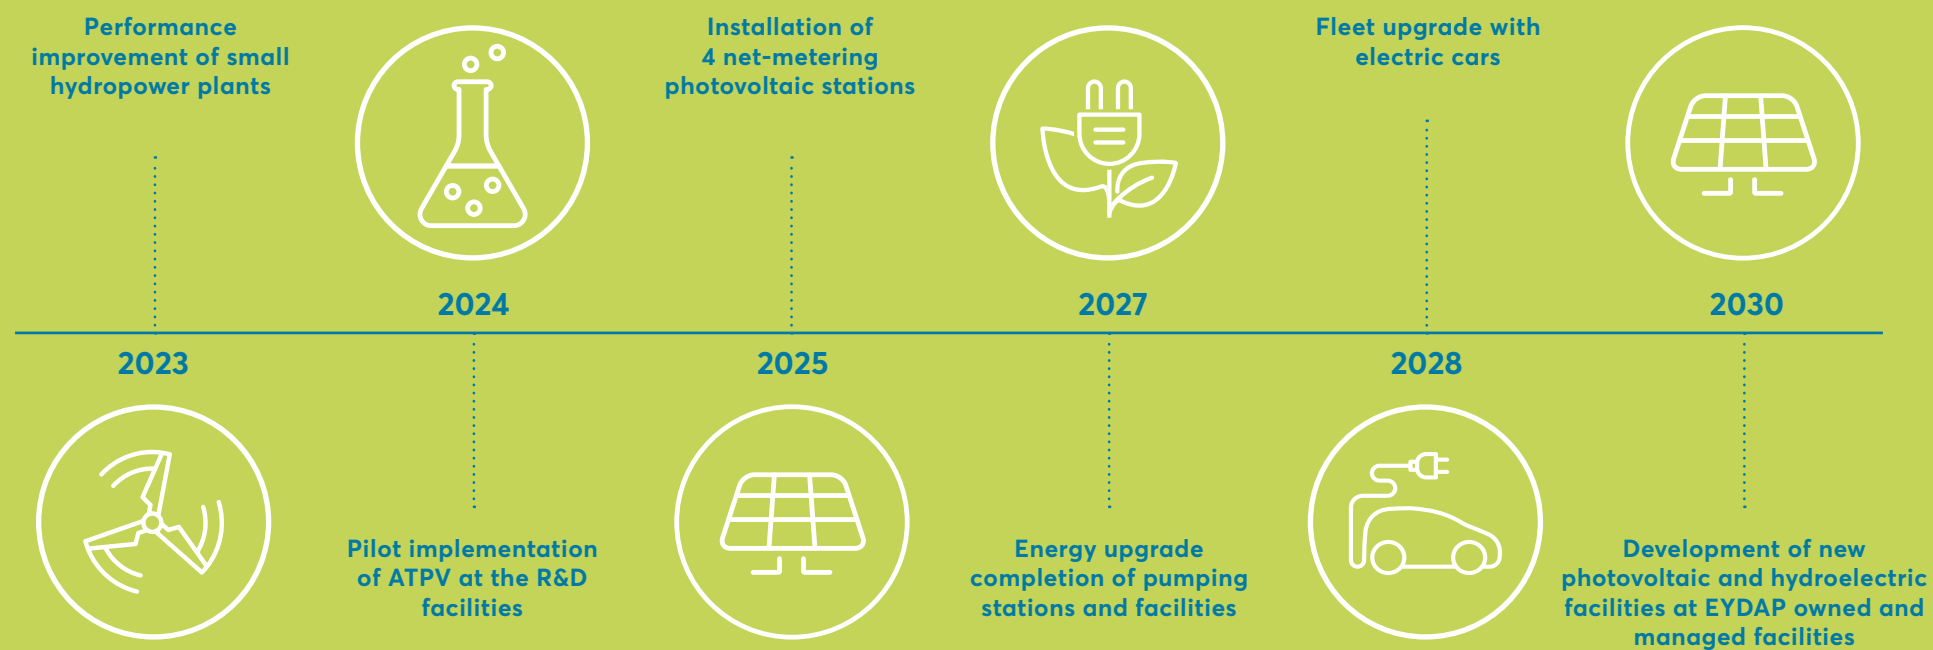 Performance
improvement of small
hydropower plants
2023
2024
Pilot implementation
of ATPV at the R&D
facilities
Installation of
4 net-metering
photovoltaic stations
2025
2027
Energy upgrade
completion of pumping
stations and facilities
Fleet upgrade with
electric cars
2028
2030
Development of new
photovoltaic and hydroelectric
facilities at EYDAP owned and
managed facilities